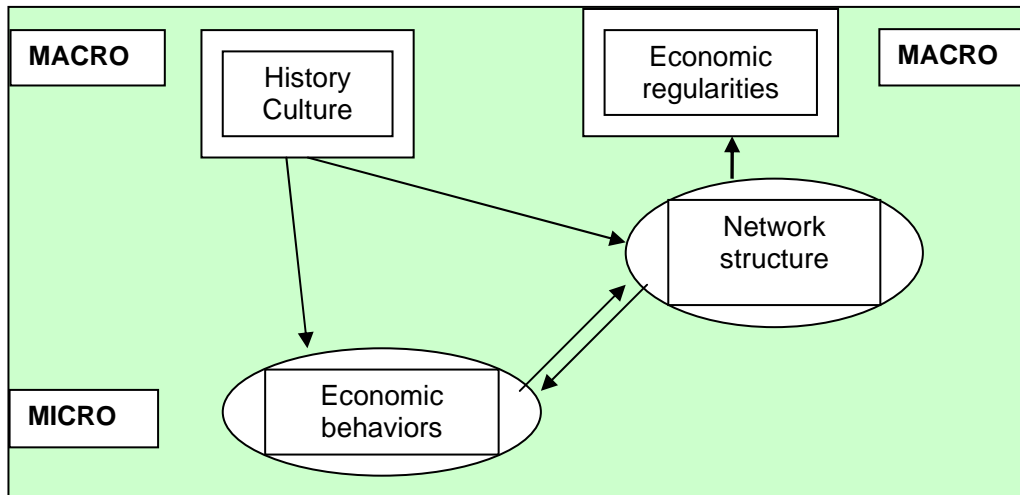 MACRO
History
Culture
Economic
regularities
MACRO
Network
structure
MICRO
Economic
behaviors